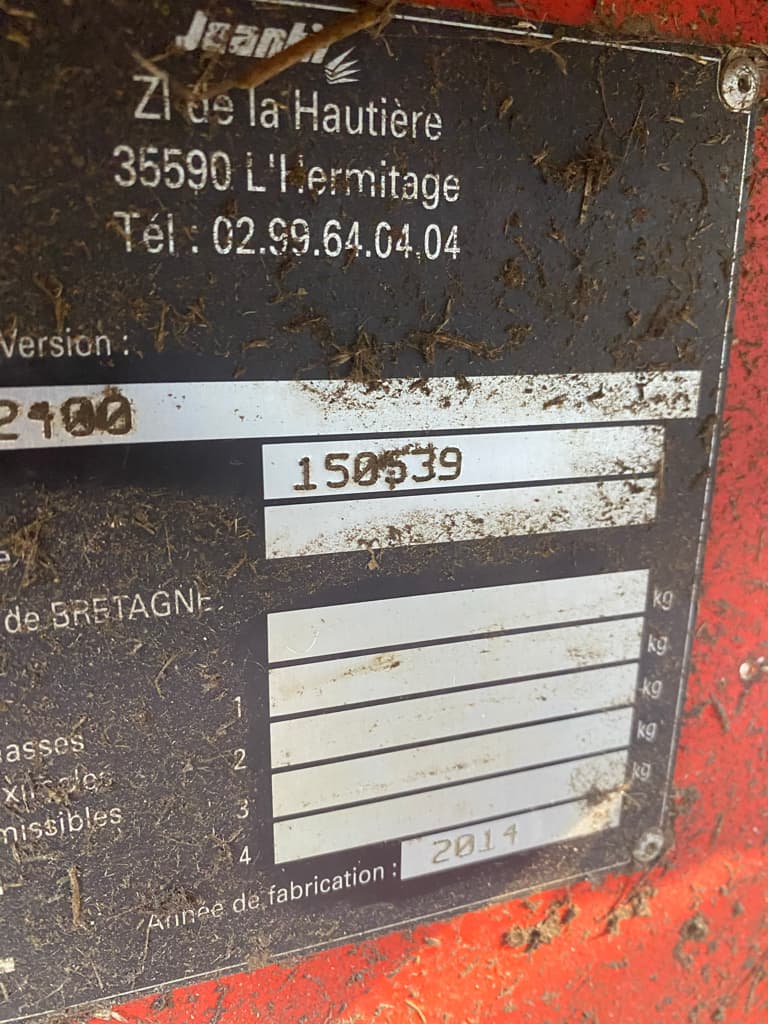 Jeantil
ZI de la Hautière
35590 L'Hermitage
Tél : 02.99.64.04.04
Version :
2400
150539
de BRETAGNE
kg
kg
1
kg
asses
2
kg
3
kg
missibles
4
Année de fabrication : 2014